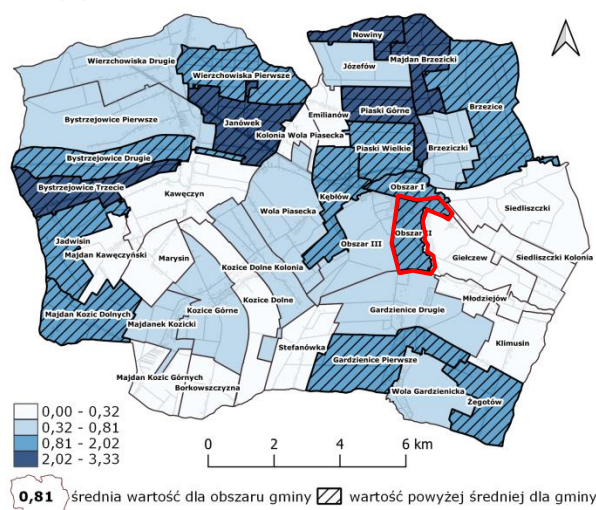 Nowiny
Wierzchowiska Drugie
Majdan Brzezicki
Józefów
Wierzchowiska Pierwsze
Brzezice
Piaski Górne
Emilianów
Bystrzejowice Pierwsze
Janówek
Kolonia Wola Piasecka
Brzeziczki
Piaski Wielkie
Bystrzejowice Drugie
Obszar I
Bystrzejowice Trzecie
Kawęczyn
Kębłów
Siedliszczki
Wola Piasecka
Obszar II
Jadwisin
Obszar III
Majdan Kawęczyński
Marysin
Giełczew
Siedliszczki Kolonia
Kozice Dolne Kolonia
Młodziejów
Kozice Dolne
Kozice Górne
Gardzienice Drugie
Majdan Kozic Dolnych
Majdanek Kozicki
Klimusin
Stefanówka
Gardzienice Pierwsze
Majdan Kozic Górnych
Borkowszczyzna
Wola Gardzienicka
Żegotów
0,00 - 0,32
0,32 - 0,81
0,81 - 2,02
2,02 - 3,33
0 2 4 6 km
0,81 średnia wartość dla obszaru gminy wartość powyżej średniej dla gminy